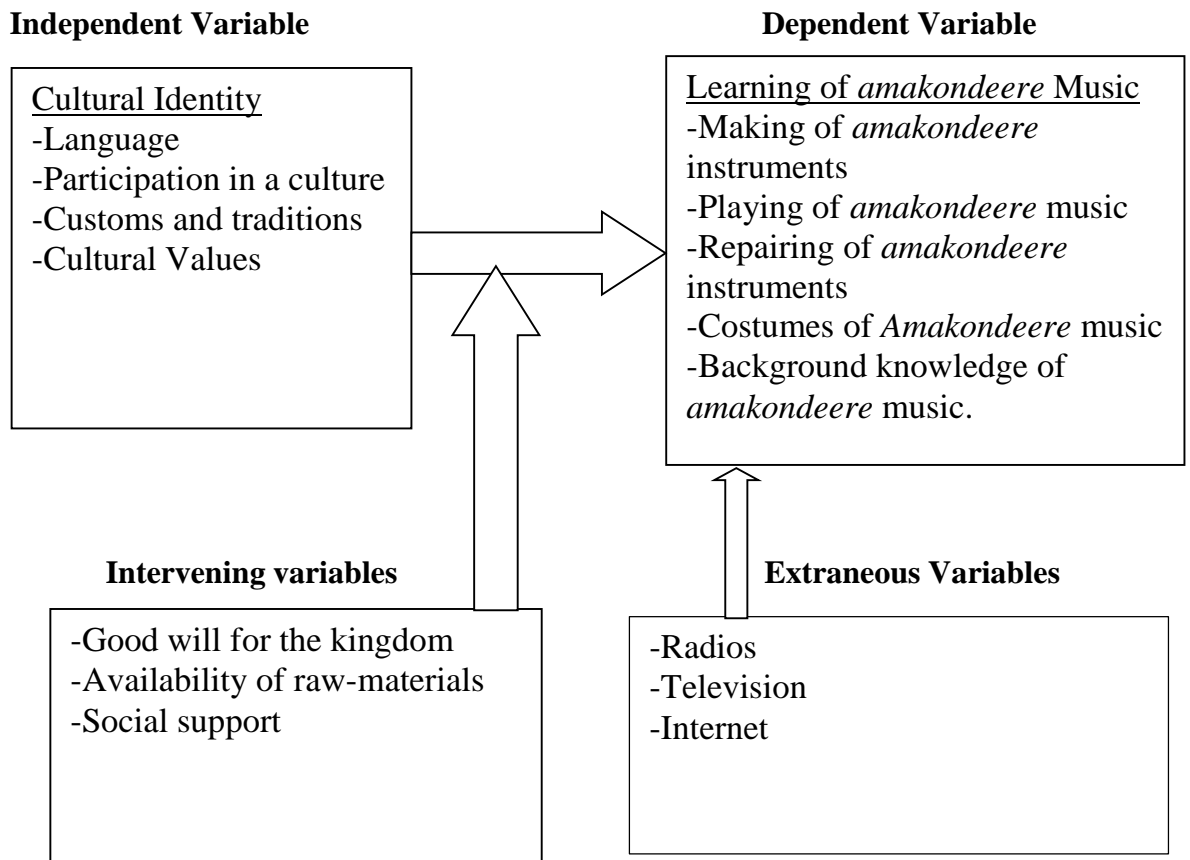 Independent Variable
Cultural Identity
-Language
-Participation in a culture
-Customs and traditions
-Cultural Values
Dependent Variable
Learning of amakondeere Music
-Making of amakondeere
instruments
-Playing of amakondeere music
-Repairing of amakondeere
instruments
-Costumes of Amakondeere music
-Background knowledge of
amakondeere music.
Intervening variables
-Good will for the kingdom
-Availability of raw-materials
-Social support
Extraneous Variables
-Radios
-Television
-Internet